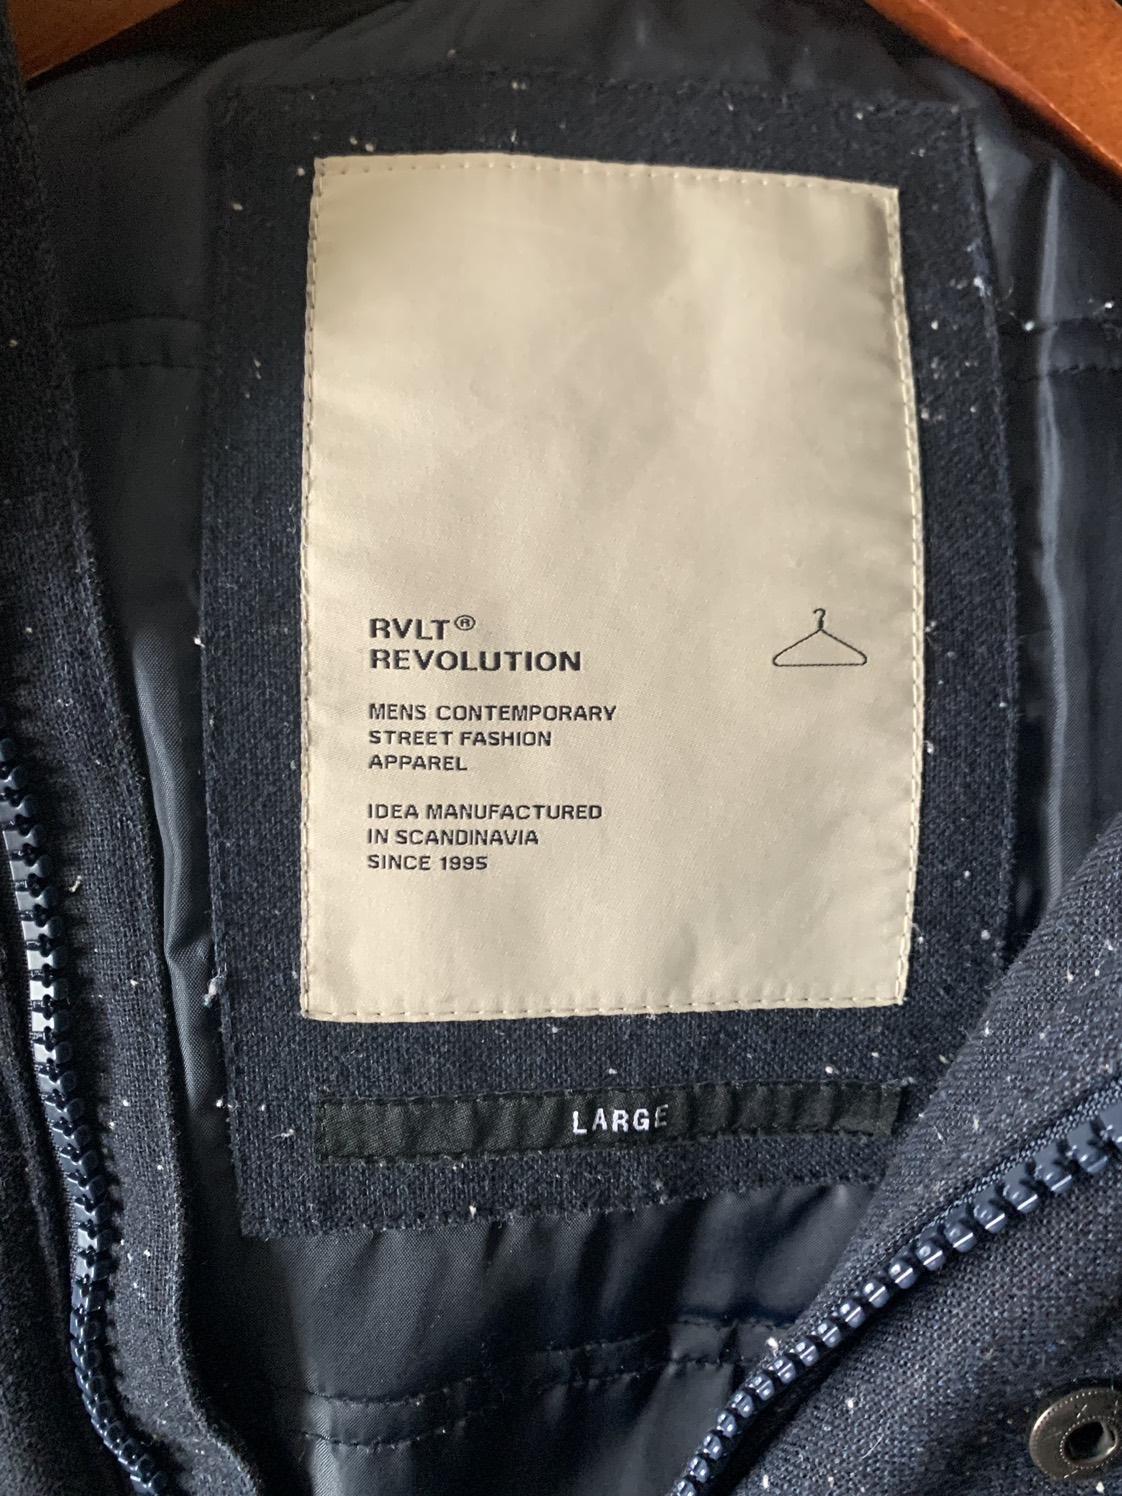 RVLT®
REVOLUTION
MENS CONTEMPORARY
STREET FASHION
APPAREL
IDEA MANUFACTURED
IN SCANDINAVIA
SINCE 1995
LARGE